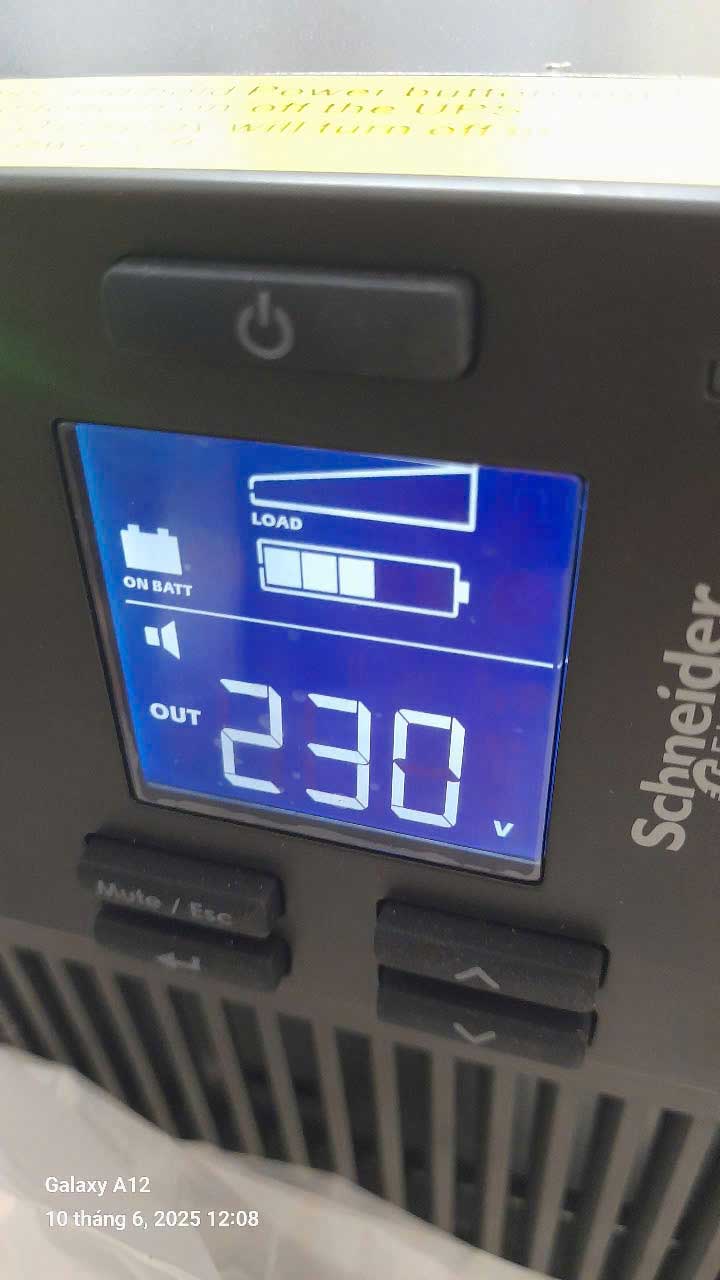 Power button
off the UPS
will turn off
LOAD
ON BATT
OUT 230 V
Schneider
Mute / Esc
Galaxy A12
10 tháng 6, 2025 12:08